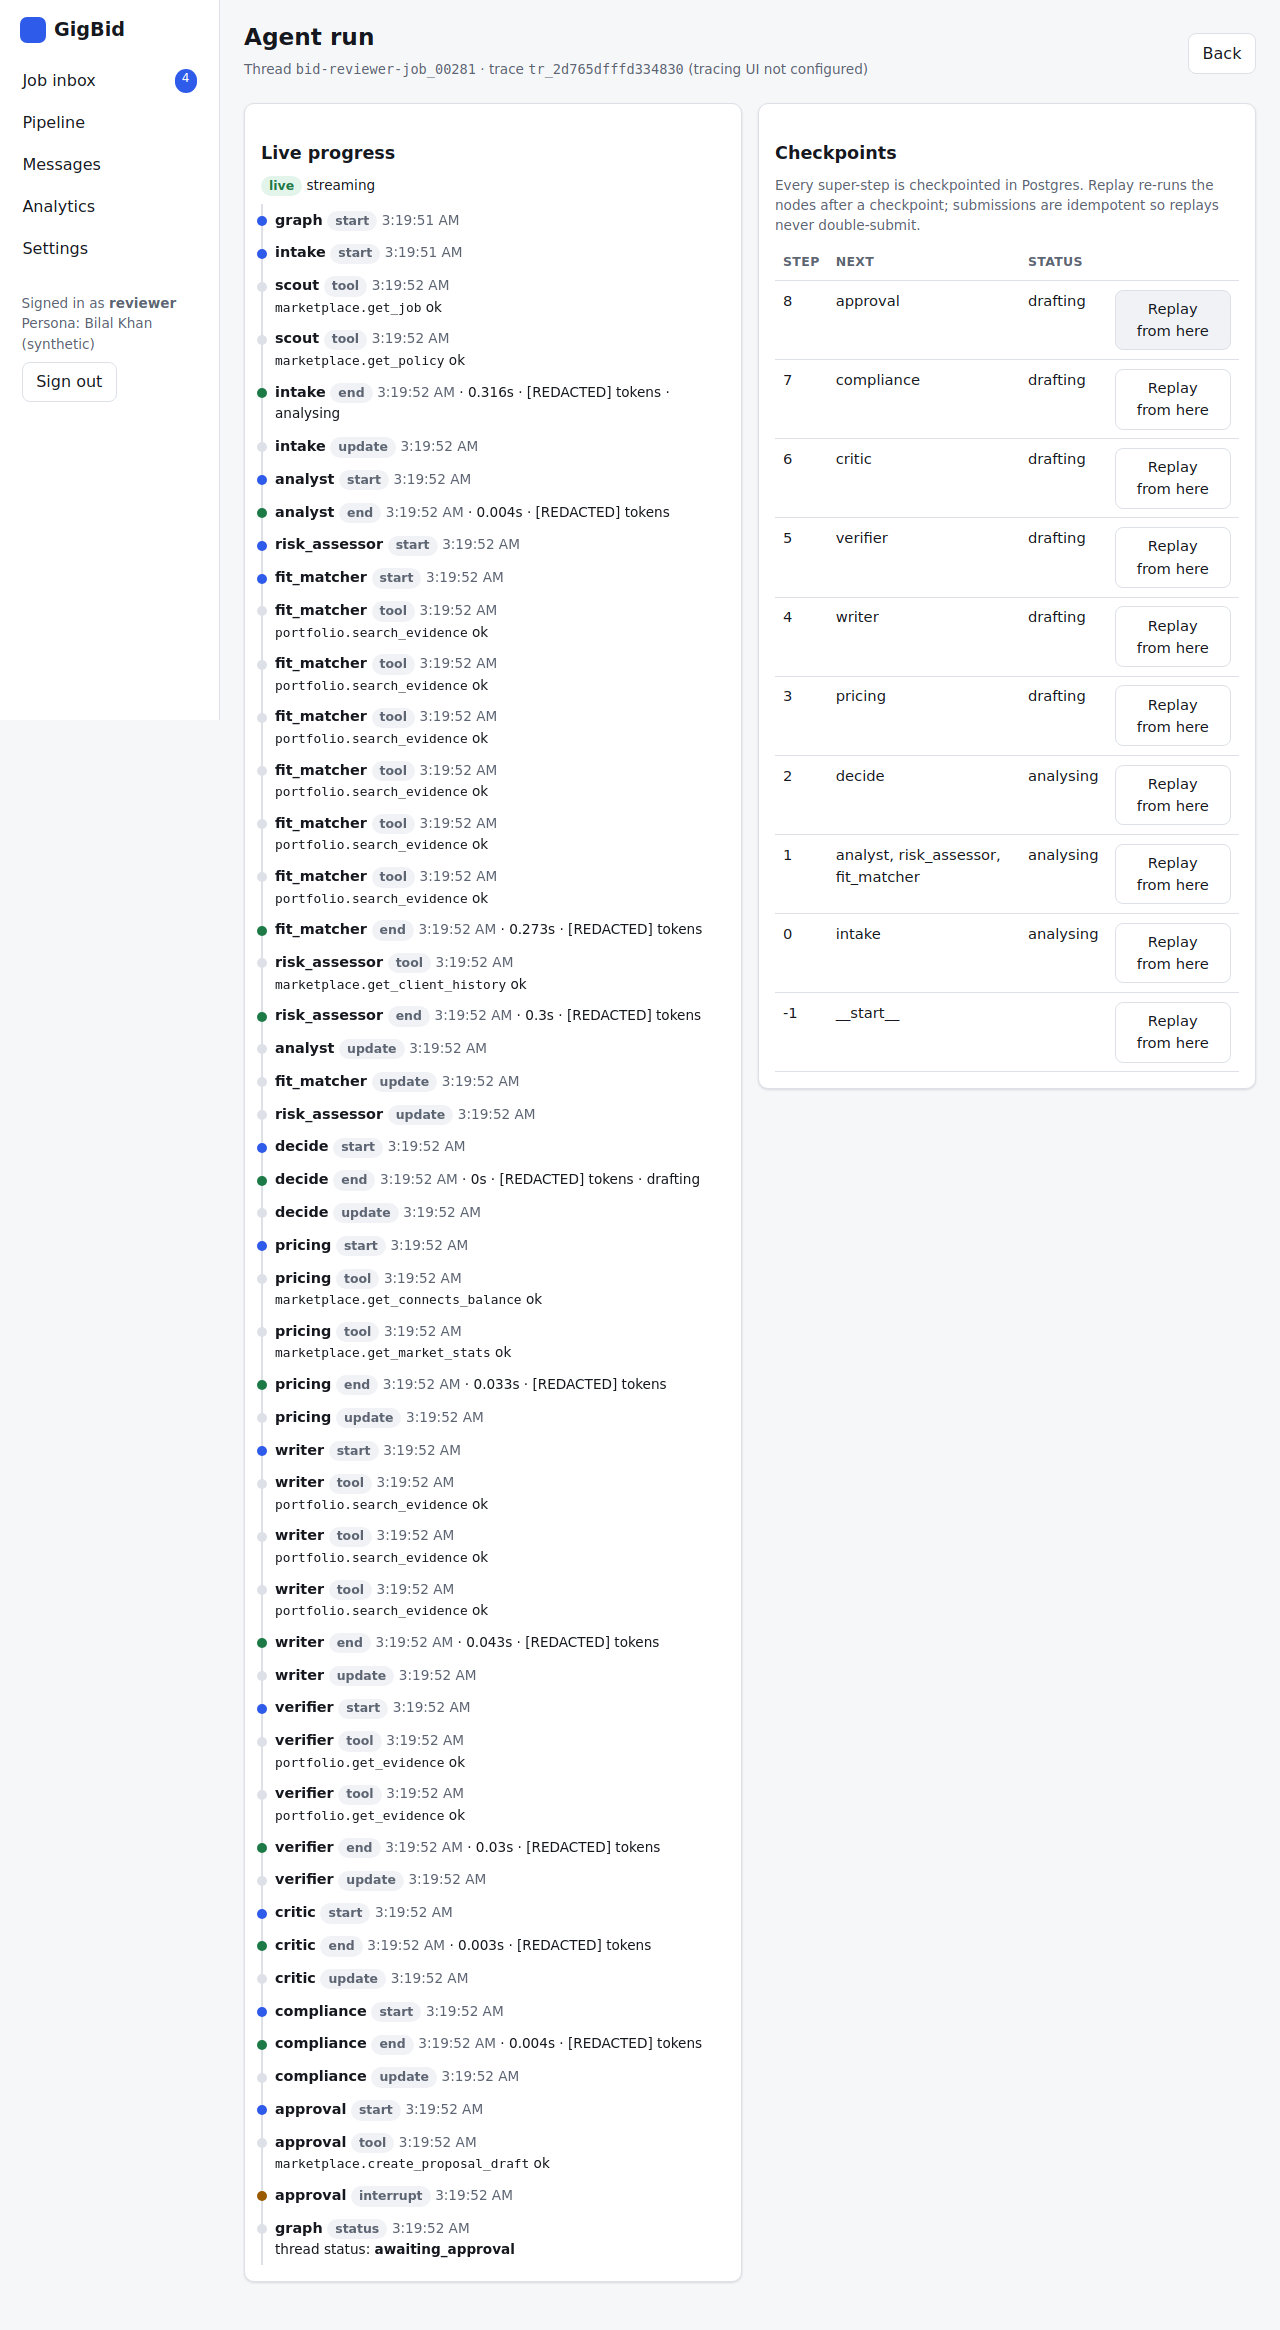 GigBid
Job inbox 4
Pipeline
Messages
Analytics
Settings
Signed in as reviewer
Persona: Bilal Khan
(synthetic)
Sign out
Agent run
Thread bid-reviewer-job_00281 · trace tr_2d765dfffd334830 (tracing UI not configured)
Back
Live progress
live streaming
graph start 3:19:51 AM
intake start 3:19:51 AM
scout tool 3:19:52 AM
marketplace.get_job ok
scout tool 3:19:52 AM
marketplace.get_policy ok
intake end 3:19:52 AM · 0.316s · [REDACTED] tokens ·
analysing
intake update 3:19:52 AM
analyst start 3:19:52 AM
analyst end 3:19:52 AM · 0.004s · [REDACTED] tokens
risk_assessor start 3:19:52 AM
fit_matcher start 3:19:52 AM
fit_matcher tool 3:19:52 AM
portfolio.search_evidence ok
fit_matcher tool 3:19:52 AM
portfolio.search_evidence ok
fit_matcher tool 3:19:52 AM
portfolio.search_evidence ok
fit_matcher tool 3:19:52 AM
portfolio.search_evidence ok
fit_matcher tool 3:19:52 AM
portfolio.search_evidence ok
fit_matcher tool 3:19:52 AM
portfolio.search_evidence ok
fit_matcher end 3:19:52 AM · 0.273s · [REDACTED] tokens
risk_assessor tool 3:19:52 AM
marketplace.get_client_history ok
risk_assessor end 3:19:52 AM · 0.3s · [REDACTED] tokens
analyst update 3:19:52 AM
fit_matcher update 3:19:52 AM
risk_assessor update 3:19:52 AM
decide start 3:19:52 AM
decide end 3:19:52 AM · 0s · [REDACTED] tokens · drafting
decide update 3:19:52 AM
pricing start 3:19:52 AM
pricing tool 3:19:52 AM
marketplace.get_connects_balance ok
pricing tool 3:19:52 AM
marketplace.get_market_stats ok
pricing end 3:19:52 AM · 0.033s · [REDACTED] tokens
pricing update 3:19:52 AM
writer start 3:19:52 AM
writer tool 3:19:52 AM
portfolio.search_evidence ok
writer tool 3:19:52 AM
portfolio.search_evidence ok
writer tool 3:19:52 AM
portfolio.search_evidence ok
writer end 3:19:52 AM · 0.043s · [REDACTED] tokens
writer update 3:19:52 AM
verifier start 3:19:52 AM
verifier tool 3:19:52 AM
portfolio.get_evidence ok
verifier tool 3:19:52 AM
portfolio.get_evidence ok
verifier end 3:19:52 AM · 0.03s · [REDACTED] tokens
verifier update 3:19:52 AM
critic start 3:19:52 AM
critic end 3:19:52 AM · 0.003s · [REDACTED] tokens
critic update 3:19:52 AM
compliance start 3:19:52 AM
compliance end 3:19:52 AM · 0.004s · [REDACTED] tokens
compliance update 3:19:52 AM
approval start 3:19:52 AM
approval tool 3:19:52 AM
marketplace.create_proposal_draft ok
approval interrupt 3:19:52 AM
graph status 3:19:52 AM
thread status: awaiting_approval
Checkpoints
Every super-step is checkpointed in Postgres. Replay re-runs the
nodes after a checkpoint; submissions are idempotent so replays
never double-submit.
STEP NEXT STATUS
8 approval drafting Replay
from here
7 compliance drafting Replay
from here
6 critic drafting Replay
from here
5 verifier drafting Replay
from here
4 writer drafting Replay
from here
3 pricing drafting Replay
from here
2 decide analysing Replay
from here
1 analyst, risk_assessor, analysing Replay
fit_matcher from here
0 intake analysing Replay
from here
-1 __start__ Replay
from here